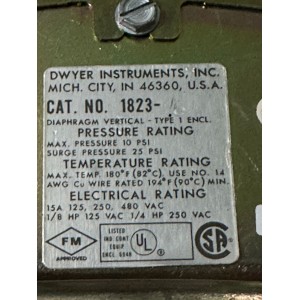 DWYER INSTRUMENTS, INC.
MICH. CITY, IN 46360, U.S.A.
CAT. NO. 1823-
DIAPHRAGM VERTICAL - TYPE 1 ENCL.
PRESSURE RATING
MAX. PRESSURE 10 PSI
SURGE PRESSURE 25 PSI
TEMPERATURE RATING
MAX. TEMP. 180°F (82°C), USE NO. 14
AWG CU WIRE RATED 194°F (90°C) MIN.
ELECTRICAL RATING
15A 125, 250, 480 VAC
1/8 HP 125 VAC 1/4 HP 250 VAC
FM
APPROVED
LISTED
IND. CONT.
EQUIP.
ENCL.
UL
SA